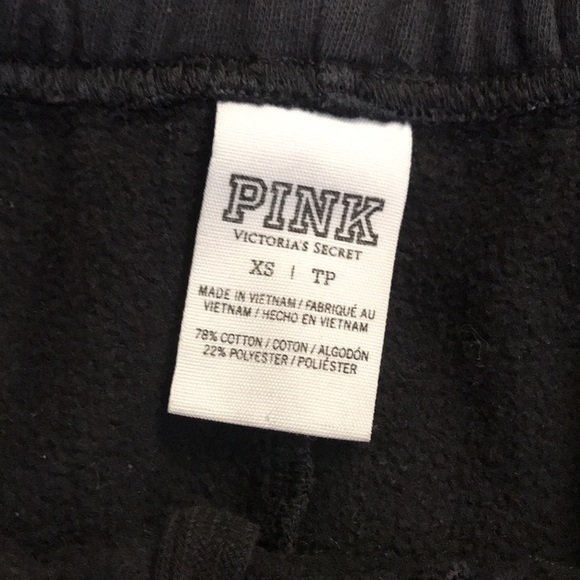 PINK
VICTORIA'S SECRET
XS | TP
MADE IN VIETNAM / FABRIQUÉ AU
VIETNAM / HECHO EN VIETNAM
78% COTTON / COTON / ALGODÓN
22% POLYESTER / POLIÉSTER